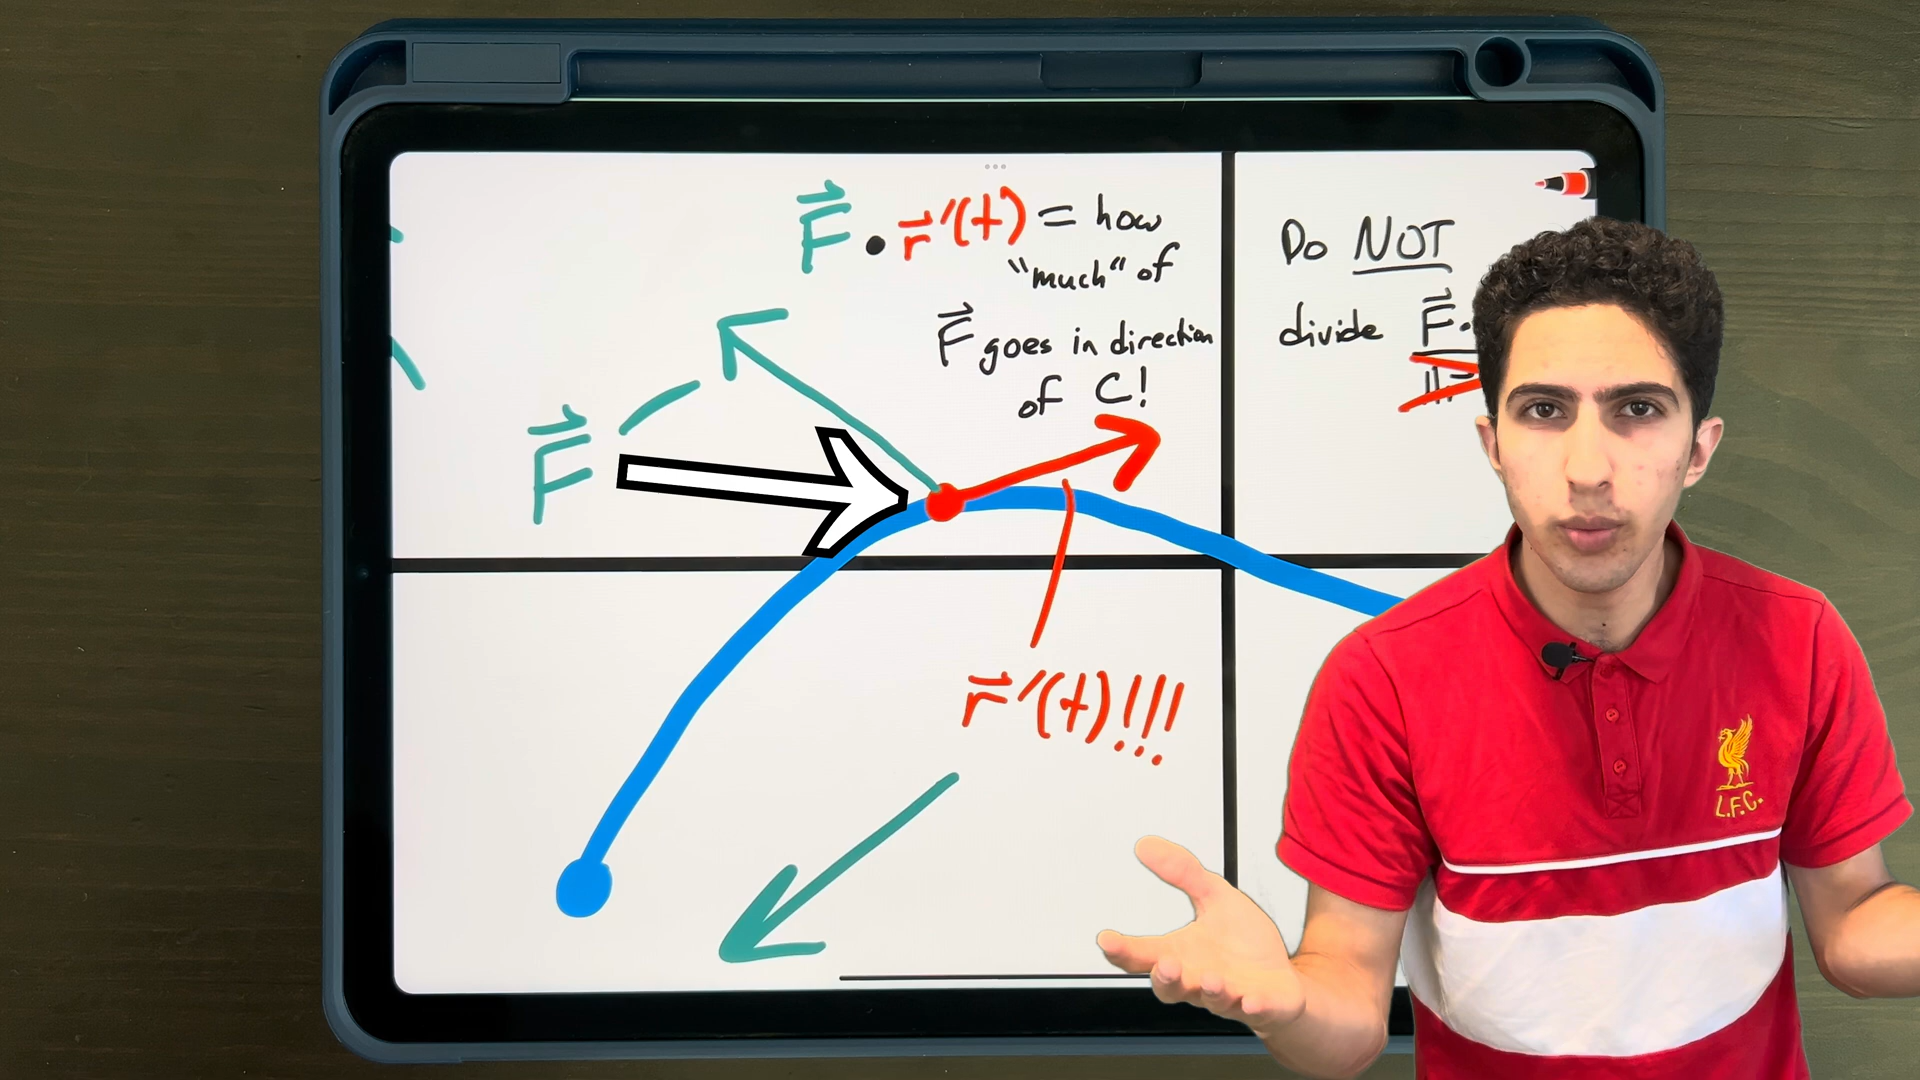 F⃗ • r⃗'(t) = how
"much" of
F⃗ goes in direction
of C!
F⃗
r⃗'(t)!!!
Do NOT
divide F⃗•
L.F.C.